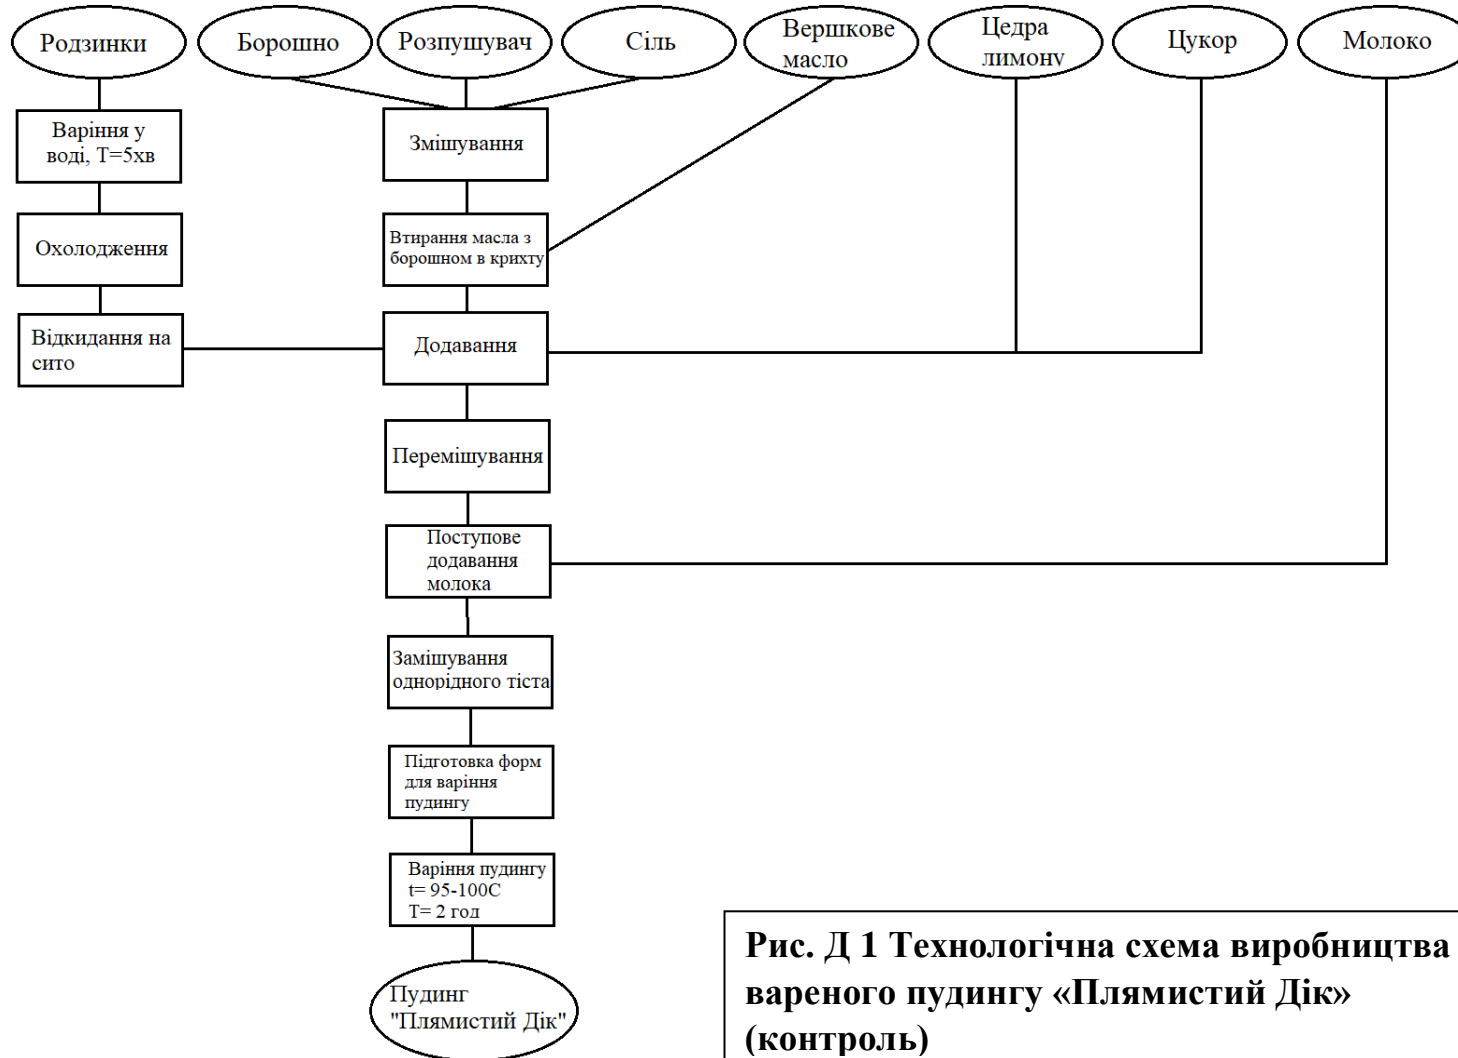 Родзинки
Борошно
Розпушувач
Сіль
Вершкове
масло
Цедра
лимону
Цукор
Молоко
Варіння у
воді, T=5хв
Змішування
Охолодження
Втирання масла з
борошном в крихту
Відкидання на
сито
Додавання
Перемішування
Поступове
додавання
молока
Замішування
однорідного тіста
Підготовка форм
для варіння
пудингу
Варіння пудингу
t= 95-100C
T= 2 год
Пудинг
"Плямистий Дік"
Рис. Д 1 Технологічна схема виробництва
вареного пудингу «Плямистий Дік»
(контроль)